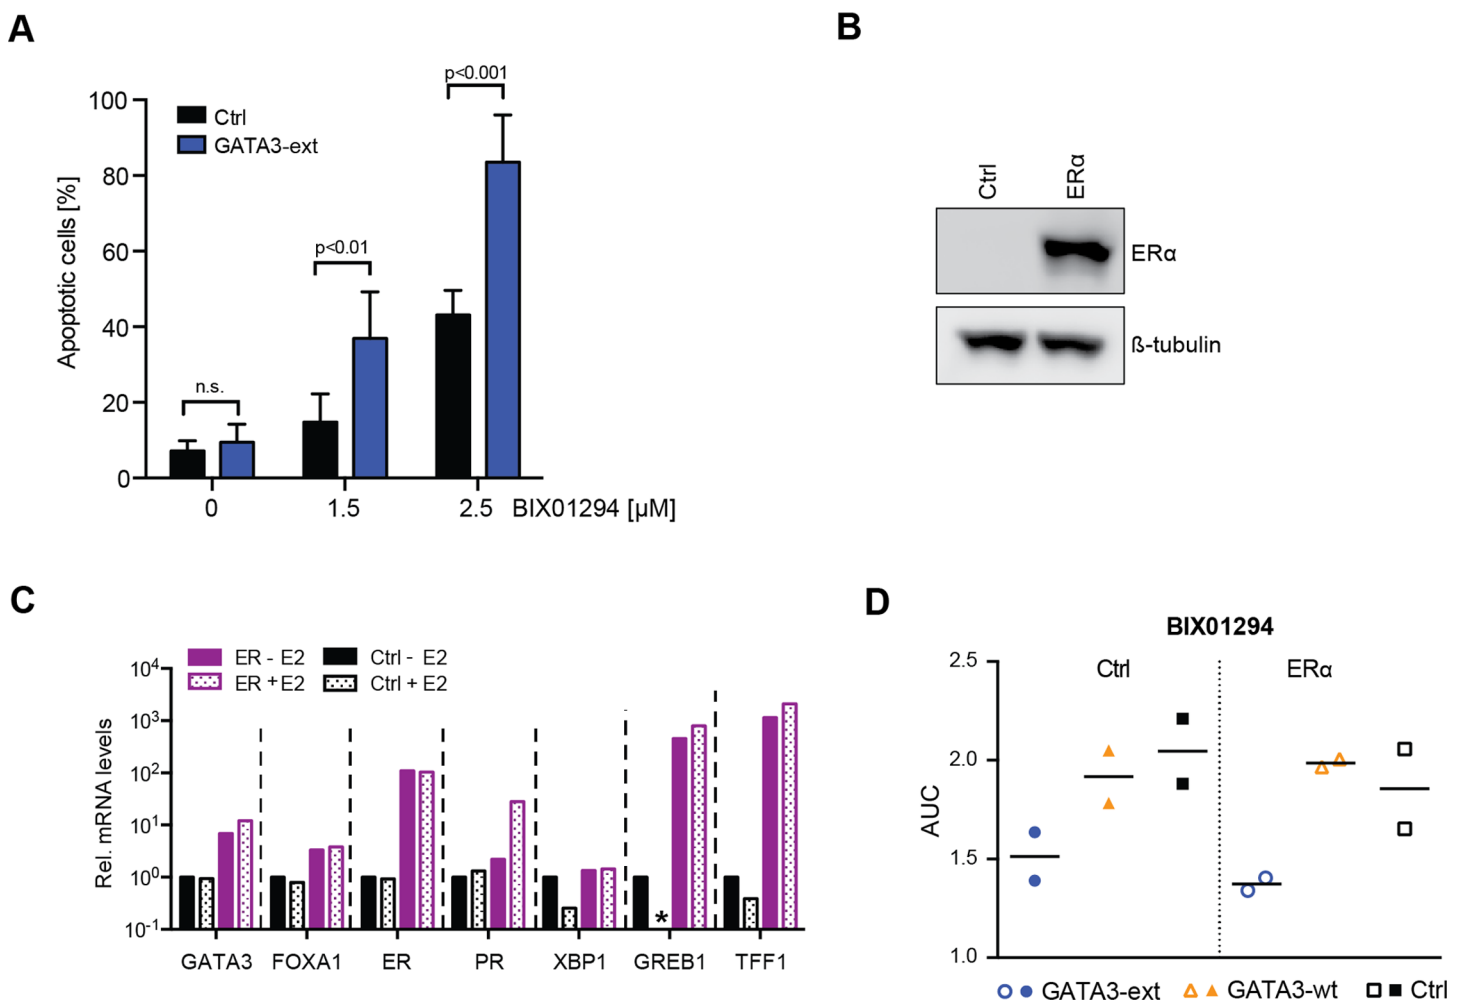 A
p<0.001
100
Ctrl
GATA3-ext
80
p<0.01
60
Apoptotic cells [%]
40
n.s.
20
0
0 1.5 2.5 BIX01294 [µM]
B
Ctrl ERα
ERα
ß-tubulin
C
ER - E2 Ctrl - E2
ER + E2 Ctrl + E2
10⁴
10³
10²
10¹
10⁰
10⁻¹
Rel. mRNA levels
*
GATA3 FOXA1 ER PR XBP1 GREB1 TFF1
D
BIX01294
2.5
Ctrl ERα
2.0
AUC
1.5
1.0
GATA3-ext GATA3-wt Ctrl